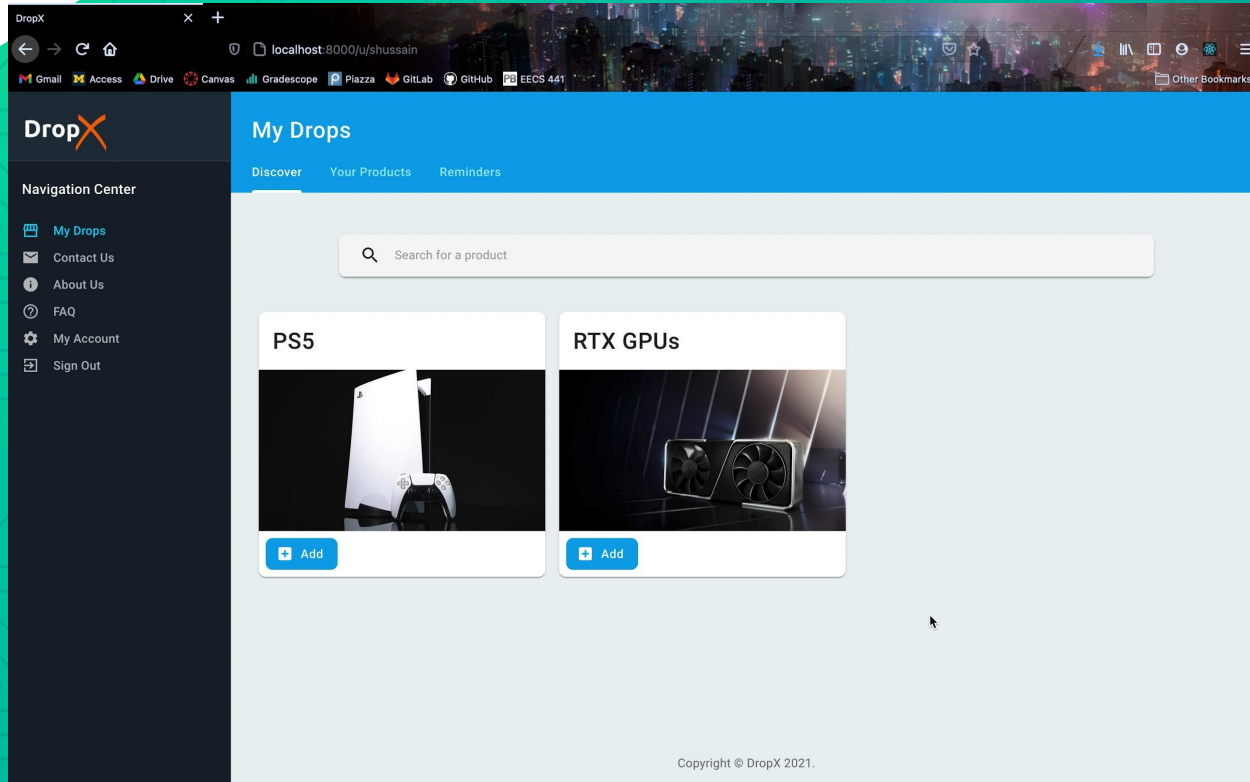 DropX
localhost:8000/u/shussain
Gmail Access Drive Canvas Gradescope Piazza GitLab GitHub PB EECS 441 Other Bookmarks
DropX
My Drops
Discover Your Products Reminders
Navigation Center
My Drops
Contact Us
About Us
FAQ
My Account
Sign Out
Search for a product
PS5
RTX GPUs
Add
Add
Copyright © DropX 2021.